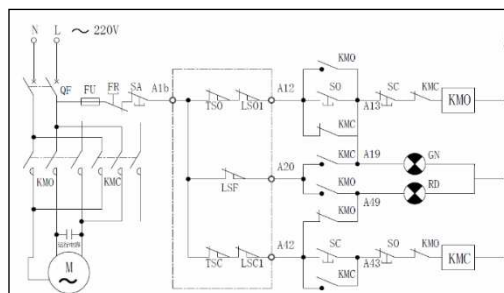 N L ~ 220V
QF FU FR SA A1b
TSO LSO1 A12
KMO
SO
KMC
A13 SC KMC KMO
KMO KMC
LSF A20
KMC A19 GN
KMO RD
A49
KMO
TSC LSC1 A42
SC A43 SO KMO KMC
KMC
M
~